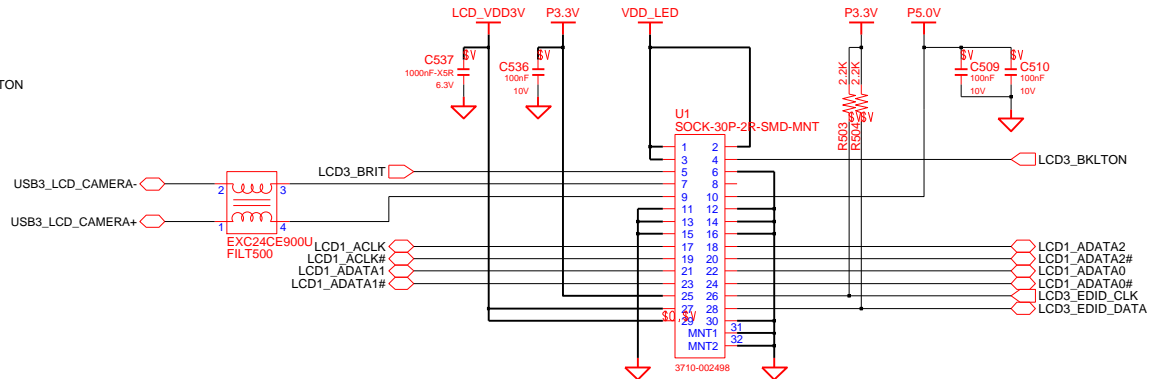 LCD_VDD3V P3.3V VDD_LED P3.3V P5.0V
$V $V $V $V
C537 C536 C509 C510
1000nF-X5R 100nF 100nF 100nF
6.3V 10V 10V 10V
TON
2.2K 2.2K
$V $V
R503 R504
U1
SOCK-30P-2R-SMD-MNT
1 2
3 4 LCD3_BKLTON
LCD3_BRIT 5 6
USB3_LCD_CAMERA- 2 3 7 8
9 10
11 12
USB3_LCD_CAMERA+ 1 4 13 14
15 16
EXC24CE900U
FILT500
LCD1_ACLK 17 18 LCD1_ADATA2
LCD1_ACLK# 19 20 LCD1_ADATA2#
LCD1_ADATA1 21 22 LCD1_ADATA0
LCD1_ADATA1# 23 24 LCD1_ADATA0#
25 26 LCD3_EDID_CLK
27 28 LCD3_EDID_DATA
29 30
MNT1 31
MNT2 32
3710-002498